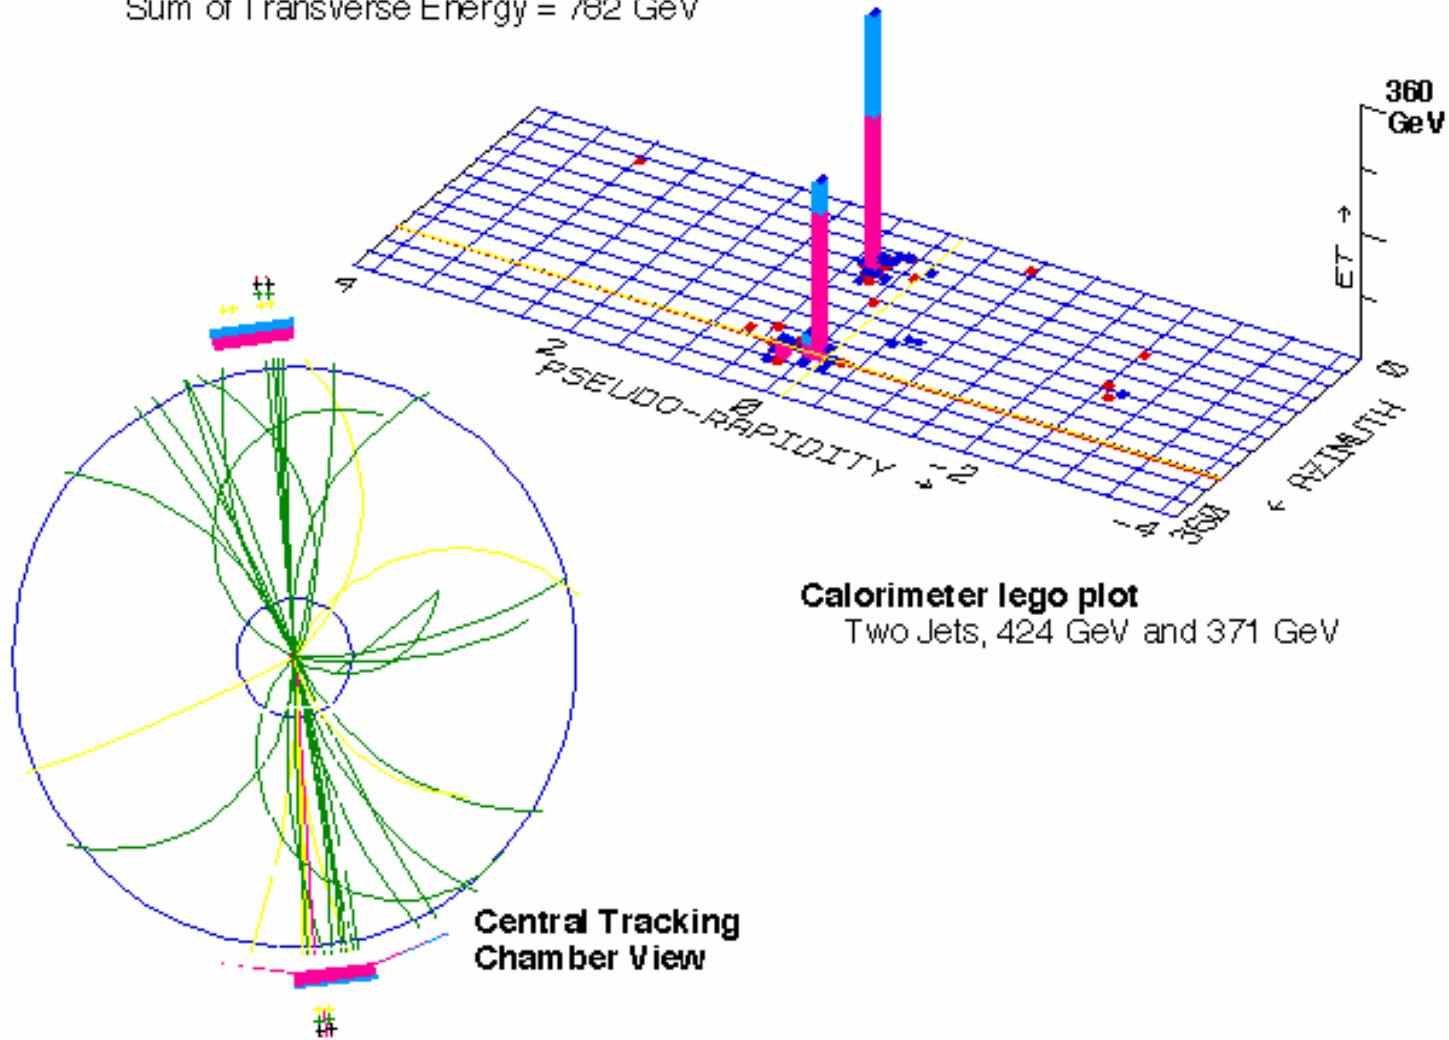 Sum of Transverse Energy = 782 GeV
360
GeV
ET →
4
2
0
-2
-4
PSEUDO-RAPIDITY →
0
← AZIMUTH
360
Calorimeter lego plot
Two Jets, 424 GeV and 371 GeV
Central Tracking
Chamber View